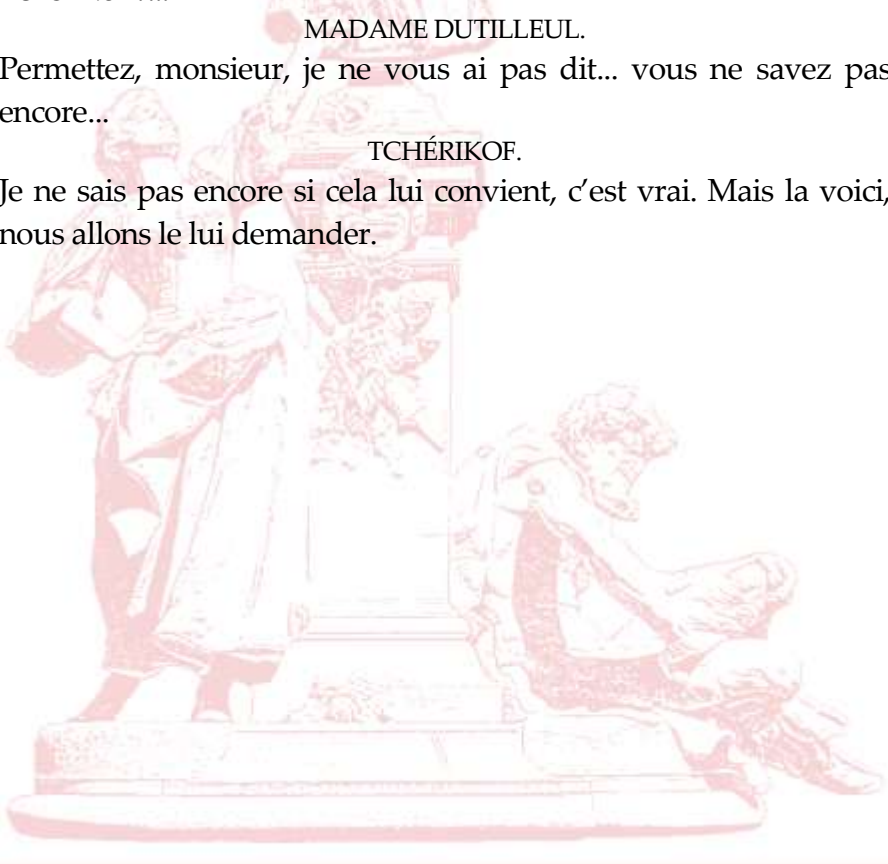 MADAME DUTILLEUL.
Permettez, monsieur, je ne vous ai pas dit... vous ne savez pas
encore...
TCHÉRIKOF.
Je ne sais pas encore si cela lui convient, c’est vrai. Mais la voici,
nous allons le lui demander.